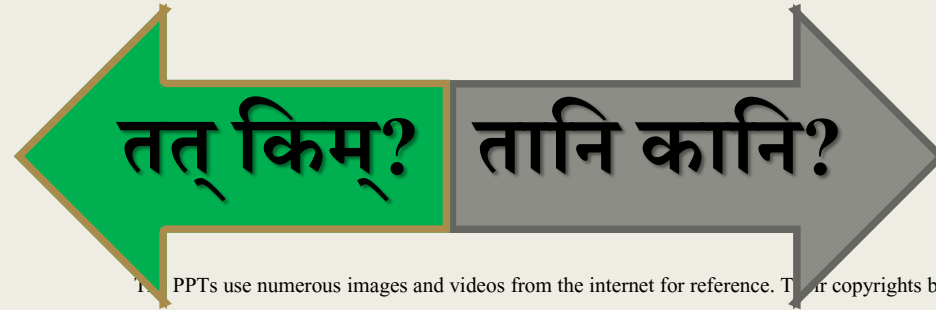 तत् किम्? तानि कानि?
PPTs use numerous images and videos from the internet for reference. copyrights